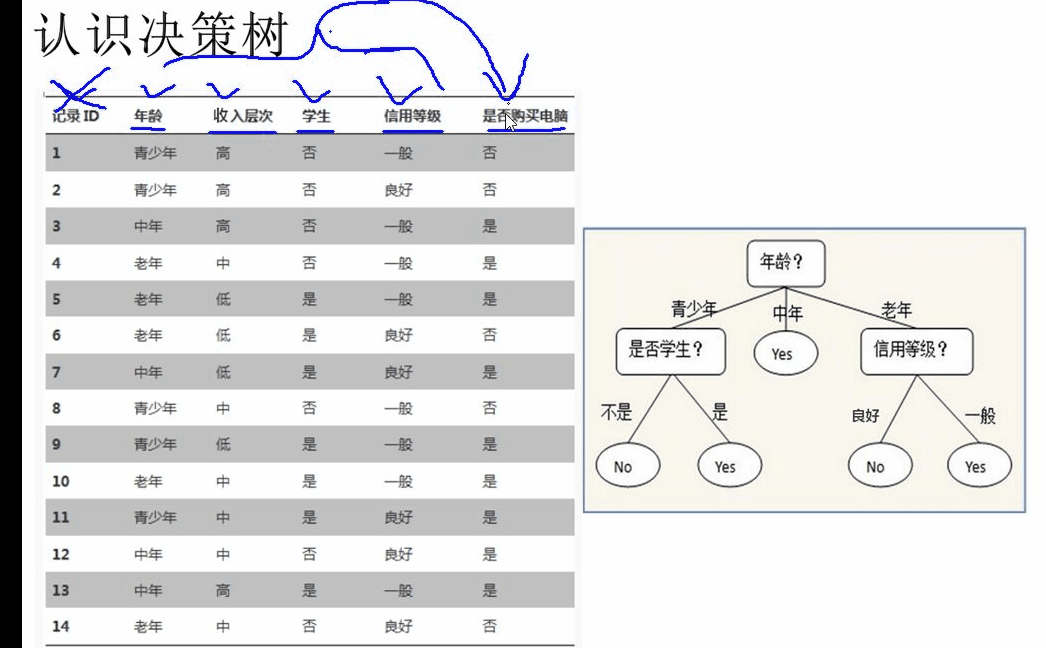 认识决策树
记录 ID 年龄 收入层次 学生 信用等级 是否购买电脑
1 青少年 高 否 一般 否
2 青少年 高 否 良好 否
3 中年 高 否 一般 是
4 老年 中 否 一般 是
5 老年 低 是 一般 是
6 老年 低 是 良好 否
7 中年 低 是 良好 是
8 青少年 中 否 一般 否
9 青少年 低 是 一般 是
10 老年 中 是 一般 是
11 青少年 中 是 良好 是
12 中年 中 否 良好 是
13 中年 高 是 一般 是
14 老年 中 否 良好 否
年龄?
青少年 中年 老年
是否学生? Yes 信用等级?
不是 是 良好 一般
No Yes No Yes